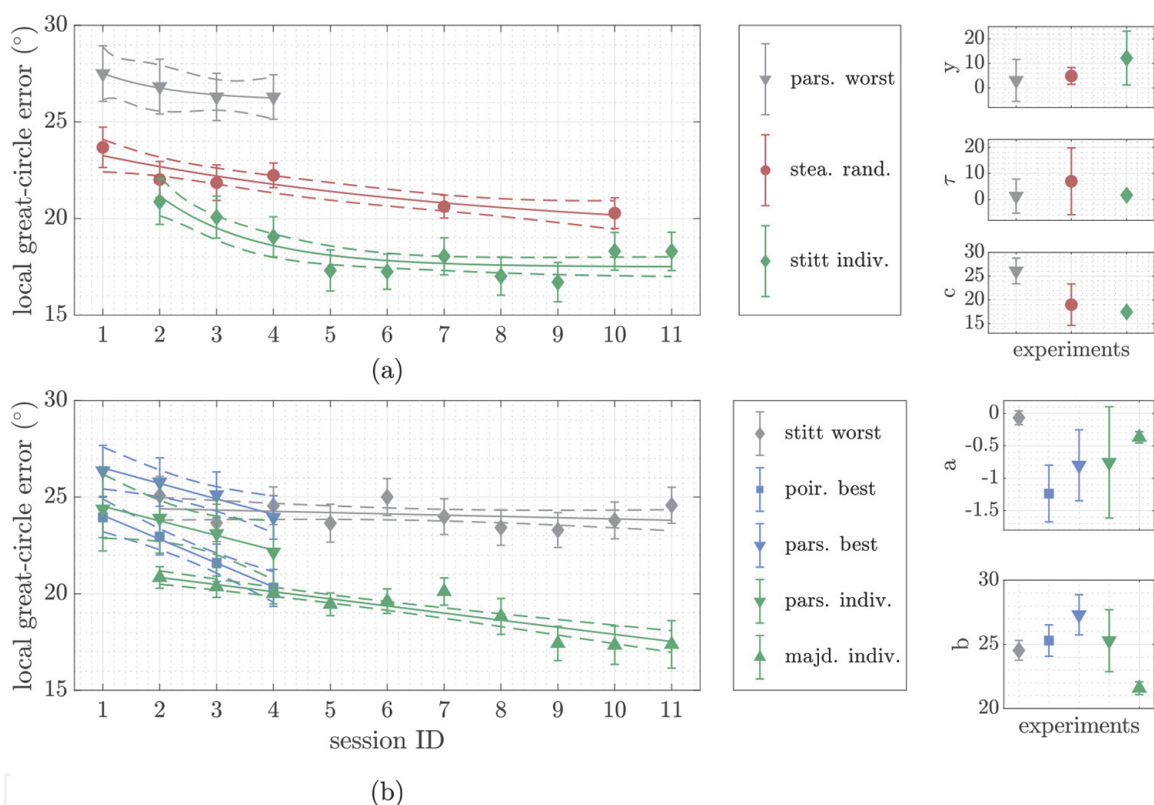 local great-circle error (°)
30
25
20
15
1 2 3 4 5 6 7 8 9 10 11
(a)
pars. worst
stea. rand.
stitt indiv.
y
20
10
0
τ
20
10
0
c
30
25
20
15
experiments
local great-circle error (°)
30
25
20
15
1 2 3 4 5 6 7 8 9 10 11
session ID
(b)
stitt worst
poir. best
pars. best
pars. indiv.
majd. indiv.
a
0
-0.5
-1
-1.5
b
30
25
20
experiments